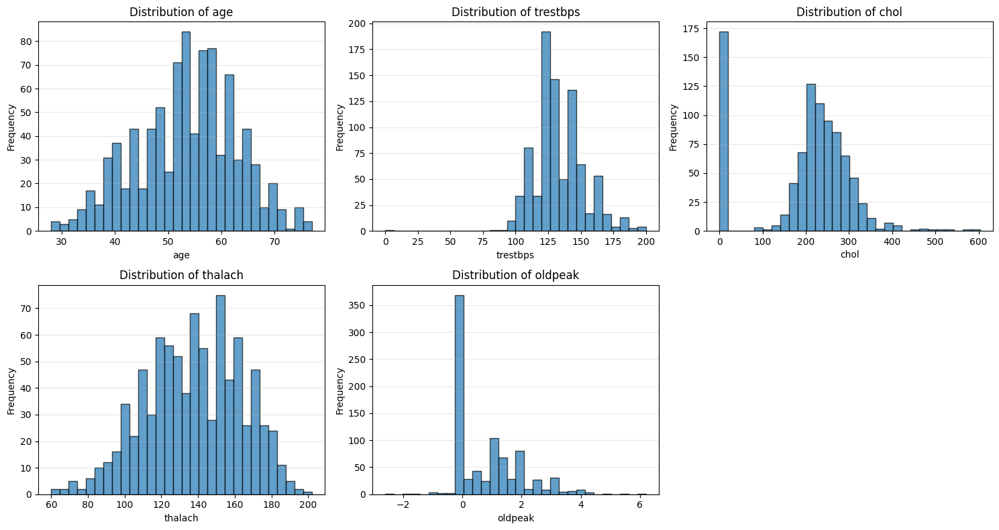 Distribution of age
Frequency
80
70
60
50
40
30
20
10
0
30 40 50 60 70
age
Distribution of trestbps
Frequency
200
175
150
125
100
75
50
25
0
0 25 50 75 100 125 150 175 200
trestbps
Distribution of chol
Frequency
175
150
125
100
75
50
25
0
0 100 200 300 400 500 600
chol
Distribution of thalach
Frequency
70
60
50
40
30
20
10
0
60 80 100 120 140 160 180 200
thalach
Distribution of oldpeak
Frequency
350
300
250
200
150
100
50
0
−2 0 2 4 6
oldpeak